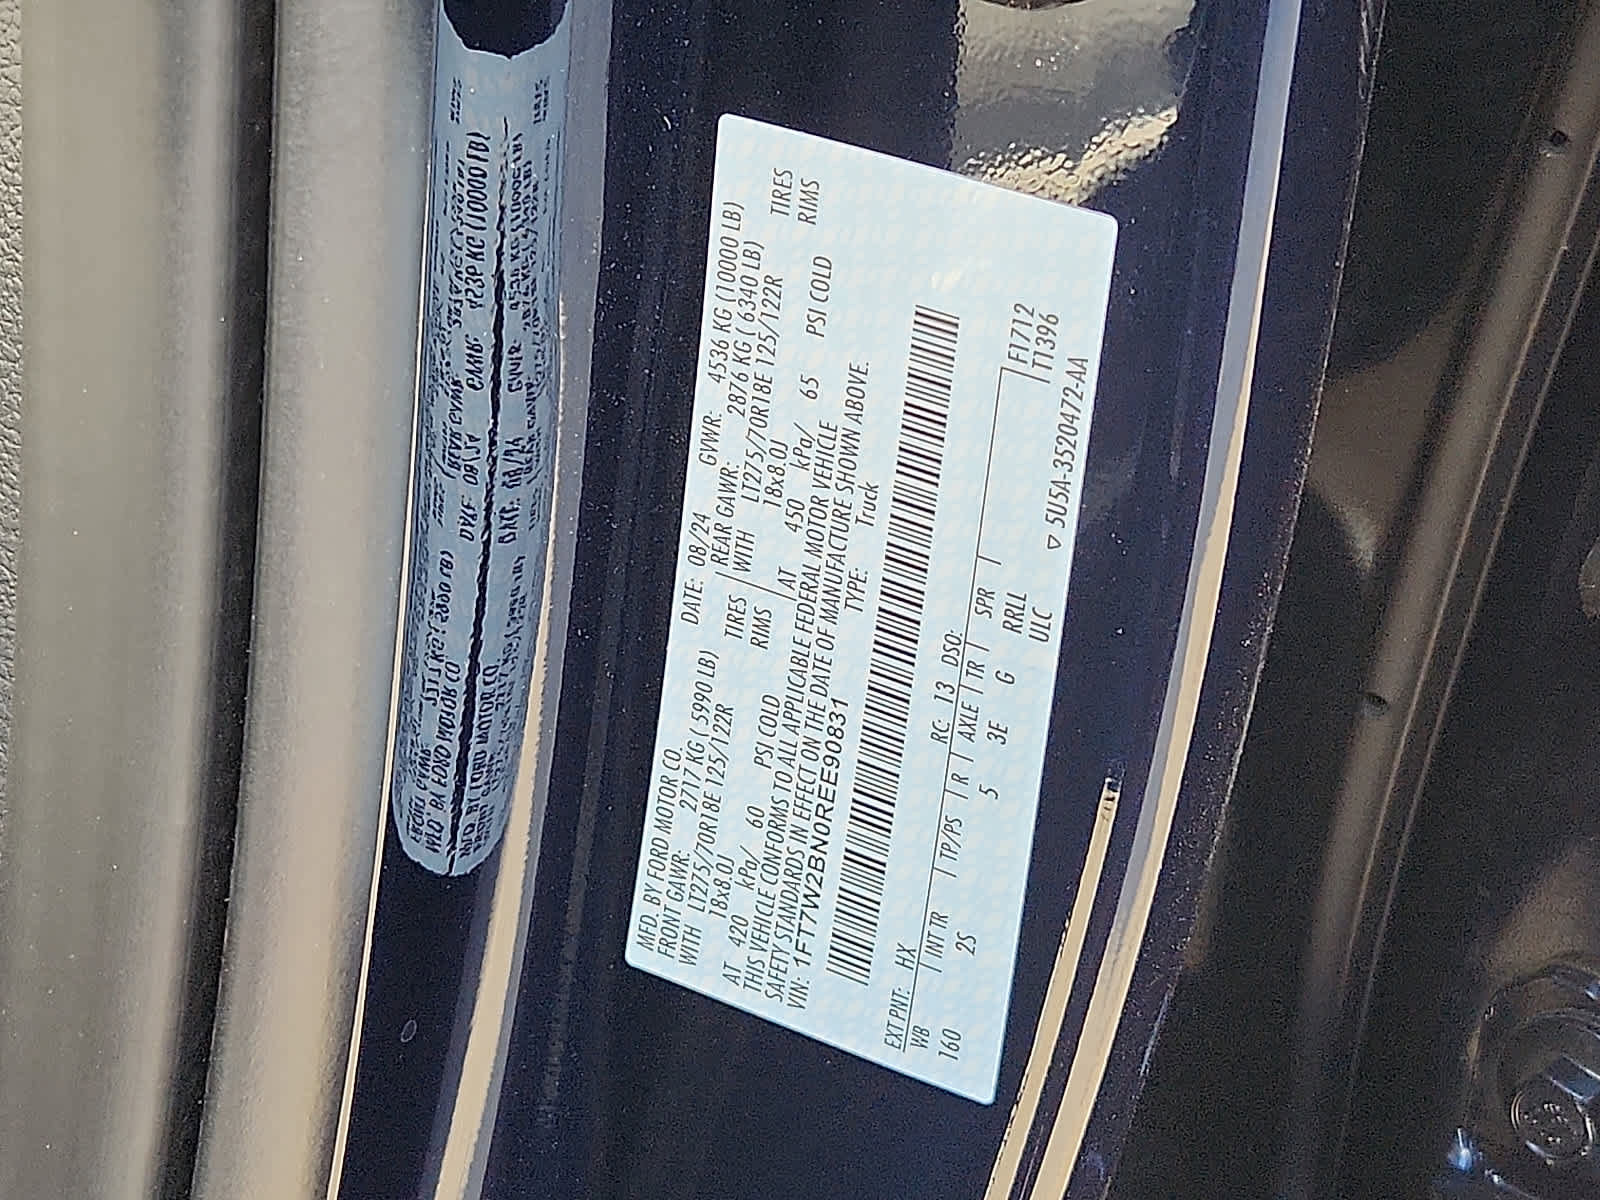 MFD. BY FORD MOTOR CO. DATE: 08/24 GVWR: 4536 KG (10000 LB)
FRONT GAWR: 2717 KG (5990 LB) REAR GAWR: 2876 KG (6340 LB)
WITH LT275/70R18E 125/122R TIRES WITH LT275/70R18E 125/122R TIRES
18x8.0J RIMS 18x8.0J RIMS
AT 420 kPa/ 60 PSI COLD AT 450 kPa/ 65 PSI COLD
THIS VEHICLE CONFORMS TO ALL APPLICABLE FEDERAL MOTOR VEHICLE
SAFETY STANDARDS IN EFFECT ON THE DATE OF MANUFACTURE SHOWN ABOVE.
VIN: 1FT7W2BN0REE90831 TYPE: Truck
EXT PNT: HX RC: 13 DSO:
WB INT TR TP/PS R AXLE TR SPR F1712
160 2S 5 3E G RRLL T1396
UIC ▽ 5U5A-3520472-AA